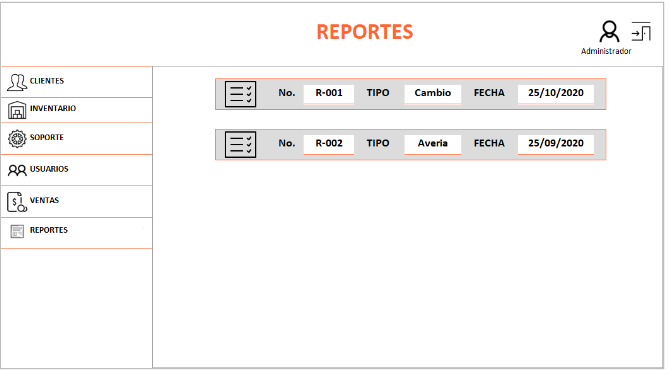 REPORTES
Administrador
CLIENTES
INVENTARIO
SOPORTE
USUARIOS
VENTAS
REPORTES
No. R-001 TIPO Cambio FECHA 25/10/2020
No. R-002 TIPO Averia FECHA 25/09/2020